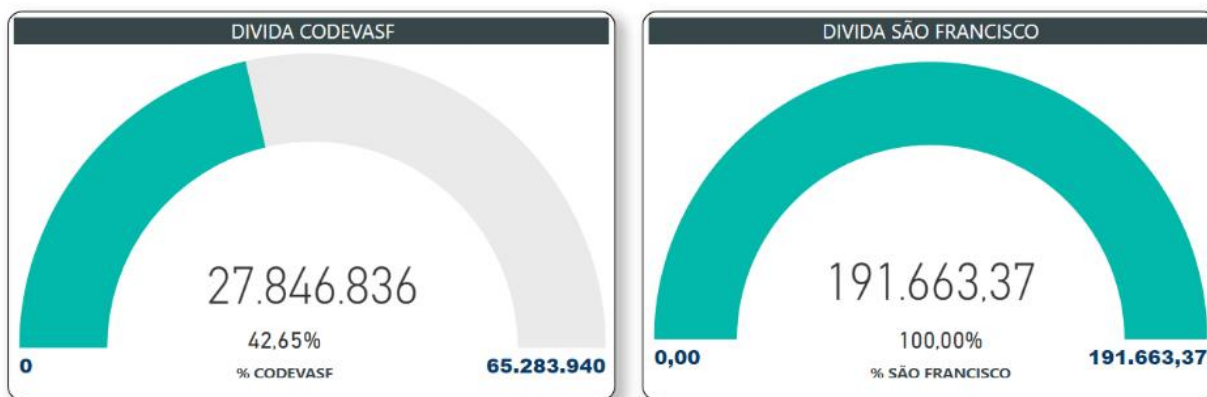 DIVIDA CODEVASF
27.846.836
42,65%
0
65.283.940
% CODEVASF
DIVIDA SÃO FRANCISCO
191.663,37
100,00%
0,00
191.663,37
% SÃO FRANCISCO